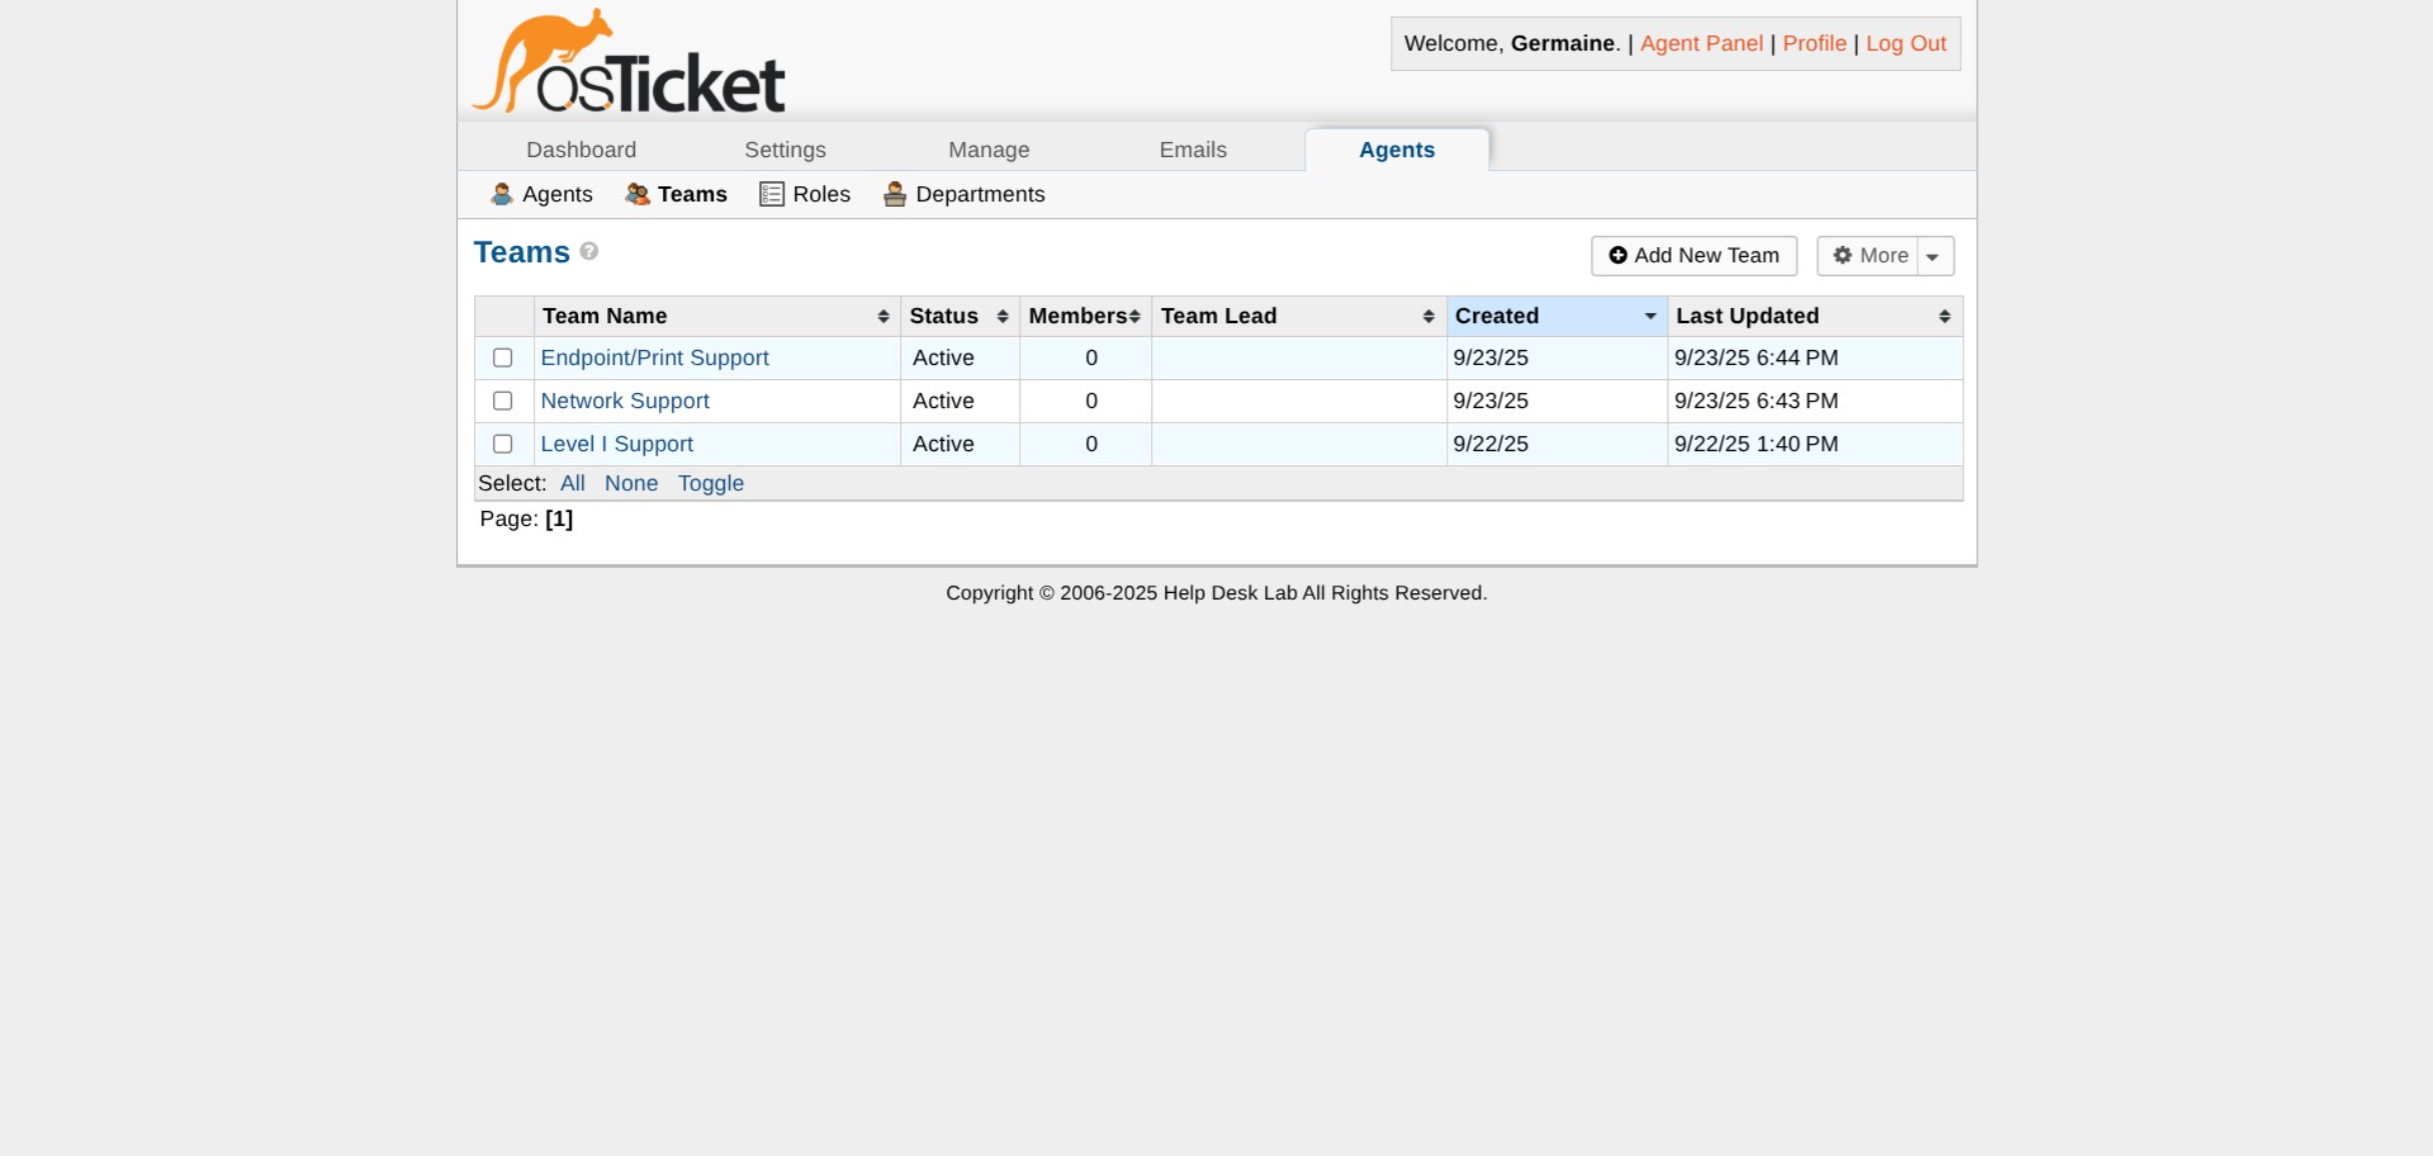 osTicket
Welcome, Germaine. | Agent Panel | Profile | Log Out
Dashboard Settings Manage Emails Agents
Agents Teams Roles Departments
Teams ?
Add New Team More
Team Name Status Members Team Lead Created Last Updated
Endpoint/Print Support Active 0 9/23/25 9/23/25 6:44 PM
Network Support Active 0 9/23/25 9/23/25 6:43 PM
Level I Support Active 0 9/22/25 9/22/25 1:40 PM
Select: All None Toggle
Page: [1]
Copyright © 2006-2025 Help Desk Lab All Rights Reserved.